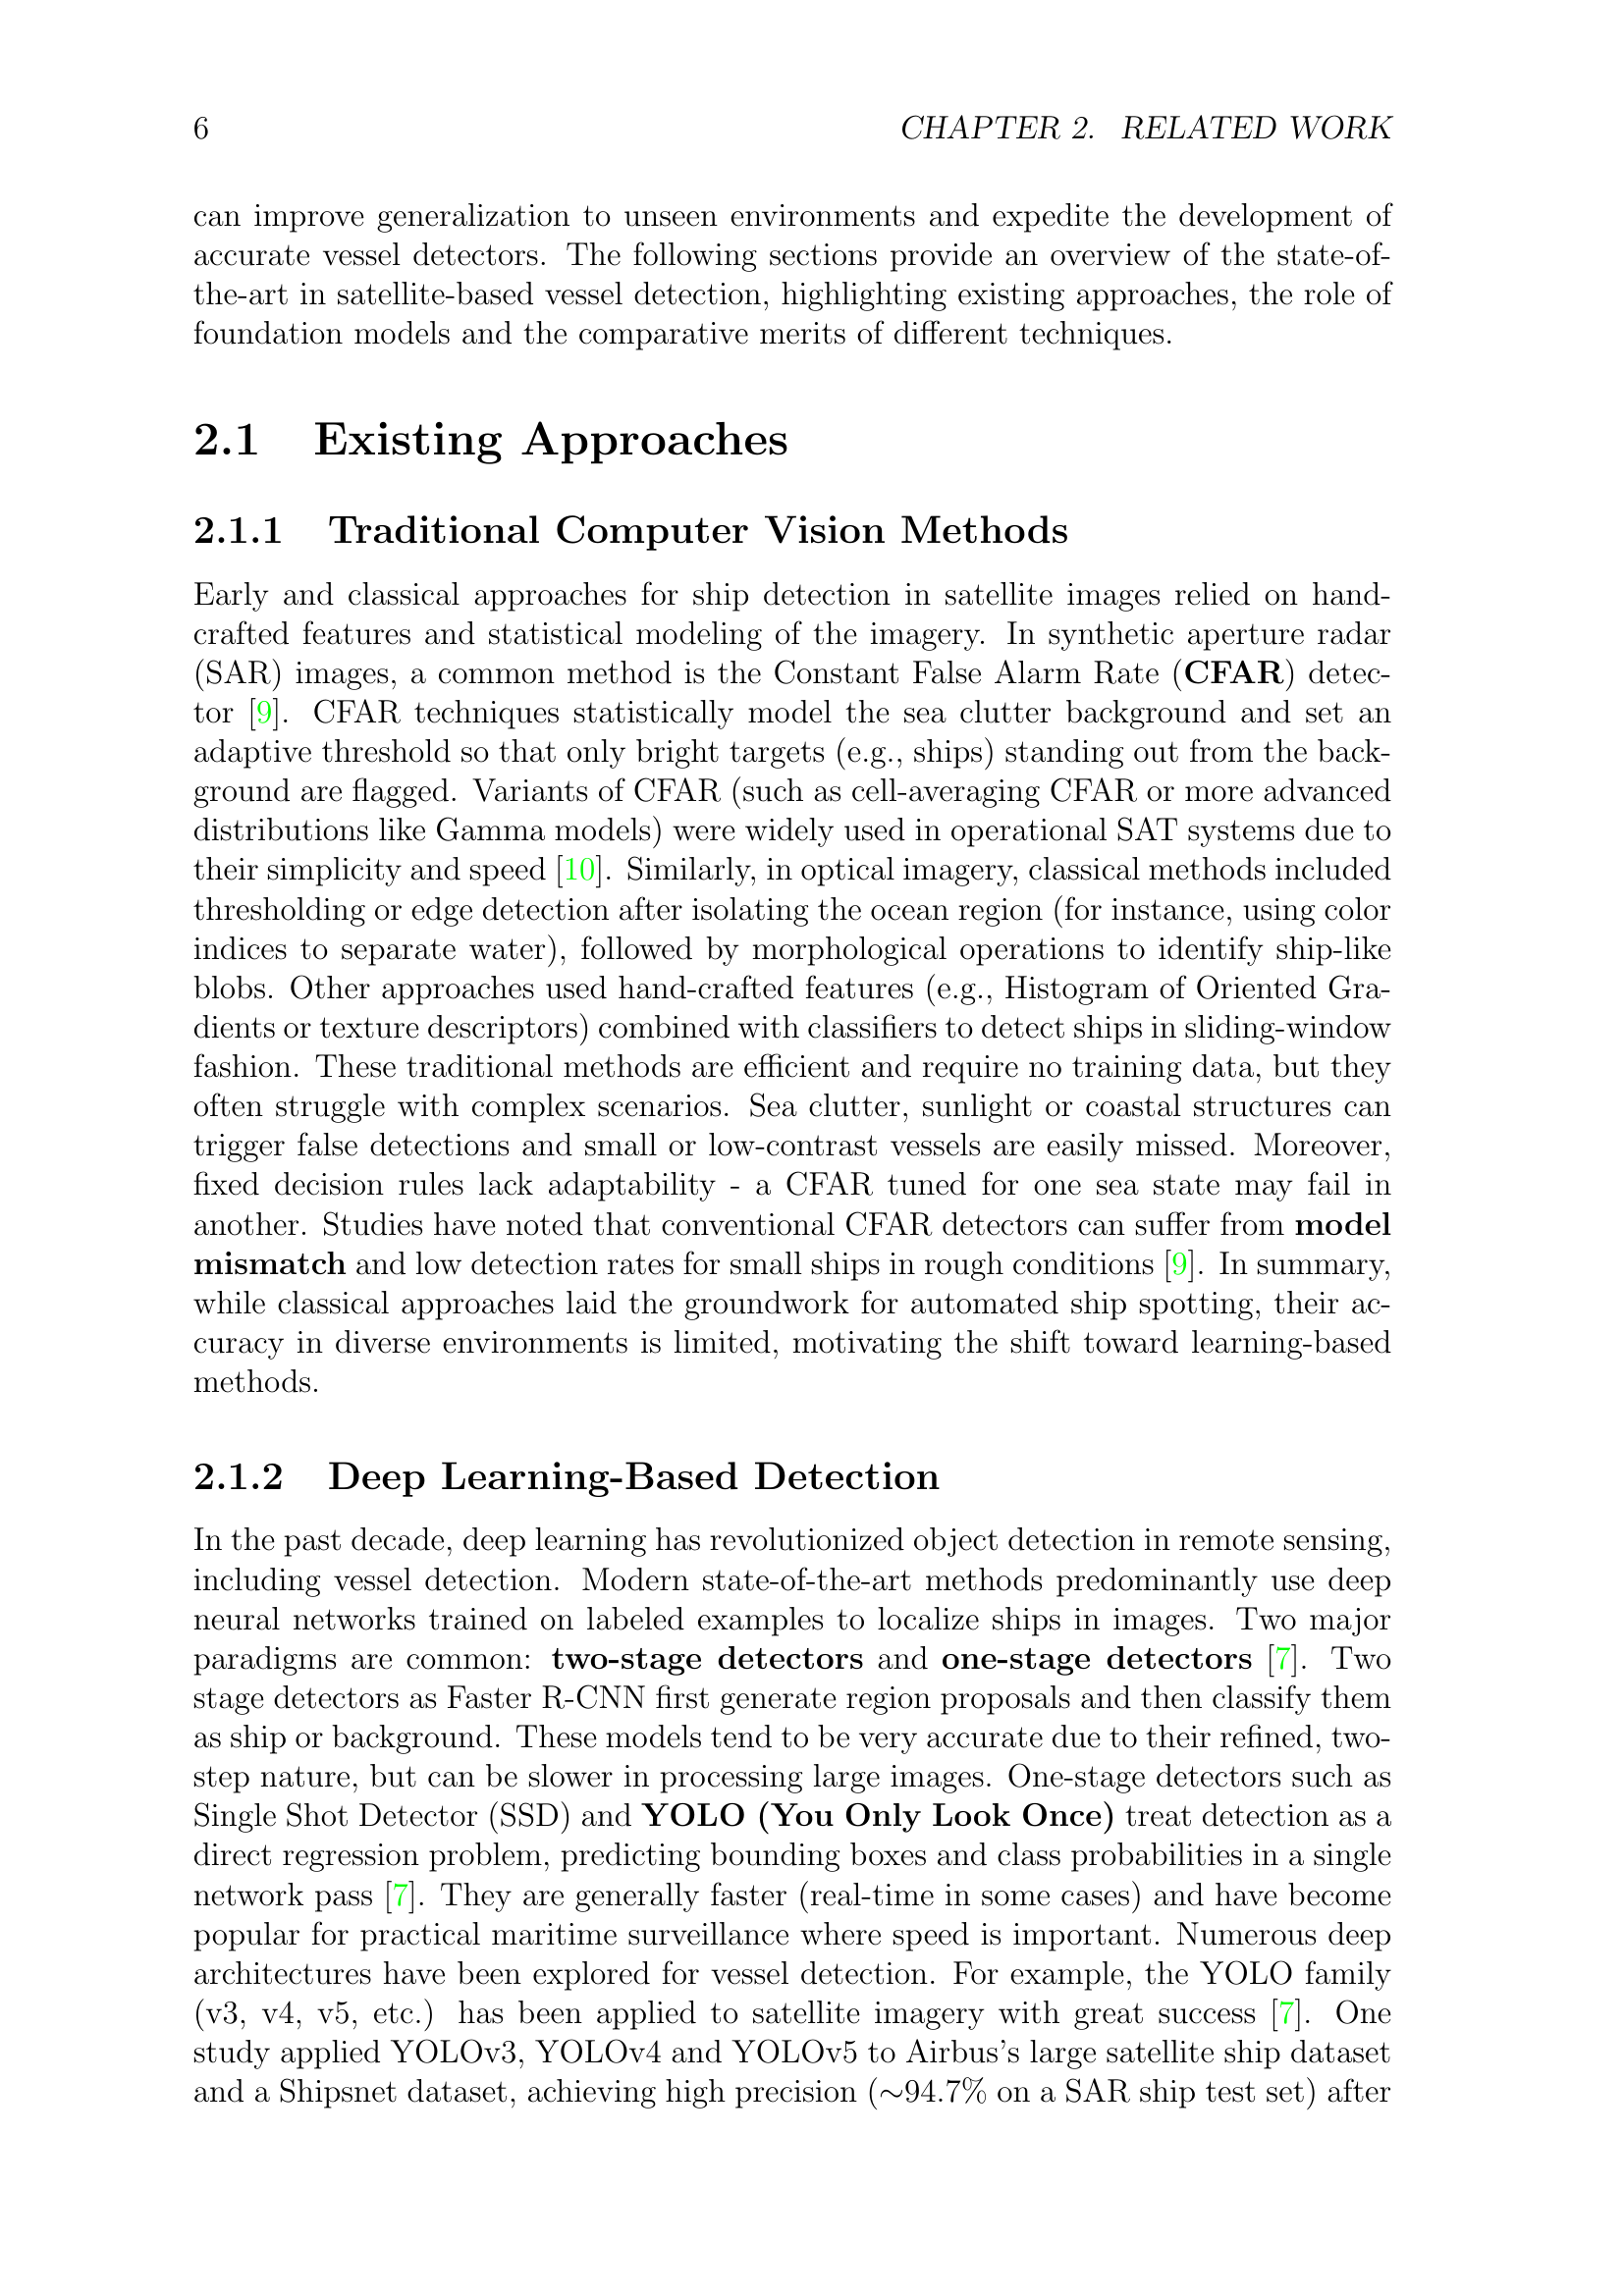 6 CHAPTER 2. RELATED WORK
can improve generalization to unseen environments and expedite the development of
accurate vessel detectors. The following sections provide an overview of the state-of-
the-art in satellite-based vessel detection, highlighting existing approaches, the role of
foundation models and the comparative merits of different techniques.
2.1 Existing Approaches
2.1.1 Traditional Computer Vision Methods
Early and classical approaches for ship detection in satellite images relied on hand-
crafted features and statistical modeling of the imagery. In synthetic aperture radar
(SAR) images, a common method is the Constant False Alarm Rate (CFAR) detec-
tor [9]. CFAR techniques statistically model the sea clutter background and set an
adaptive threshold so that only bright targets (e.g., ships) standing out from the back-
ground are flagged. Variants of CFAR (such as cell-averaging CFAR or more advanced
distributions like Gamma models) were widely used in operational SAT systems due to
their simplicity and speed [10]. Similarly, in optical imagery, classical methods included
thresholding or edge detection after isolating the ocean region (for instance, using color
indices to separate water), followed by morphological operations to identify ship-like
blobs. Other approaches used hand-crafted features (e.g., Histogram of Oriented Gra-
dients or texture descriptors) combined with classifiers to detect ships in sliding-window
fashion. These traditional methods are efficient and require no training data, but they
often struggle with complex scenarios. Sea clutter, sunlight or coastal structures can
trigger false detections and small or low-contrast vessels are easily missed. Moreover,
fixed decision rules lack adaptability - a CFAR tuned for one sea state may fail in
another. Studies have noted that conventional CFAR detectors can suffer from model
mismatch and low detection rates for small ships in rough conditions [9]. In summary,
while classical approaches laid the groundwork for automated ship spotting, their ac-
curacy in diverse environments is limited, motivating the shift toward learning-based
methods.
2.1.2 Deep Learning-Based Detection
In the past decade, deep learning has revolutionized object detection in remote sensing,
including vessel detection. Modern state-of-the-art methods predominantly use deep
neural networks trained on labeled examples to localize ships in images. Two major
paradigms are common: two-stage detectors and one-stage detectors [7]. Two
stage detectors as Faster R-CNN first generate region proposals and then classify them
as ship or background. These models tend to be very accurate due to their refined, two-
step nature, but can be slower in processing large images. One-stage detectors such as
Single Shot Detector (SSD) and YOLO (You Only Look Once) treat detection as a
direct regression problem, predicting bounding boxes and class probabilities in a single
network pass [7]. They are generally faster (real-time in some cases) and have become
popular for practical maritime surveillance where speed is important. Numerous deep
architectures have been explored for vessel detection. For example, the YOLO family
(v3, v4, v5, etc.) has been applied to satellite imagery with great success [7]. One
study applied YOLOv3, YOLOv4 and YOLOv5 to Airbus's large satellite ship dataset
and a Shipsnet dataset, achieving high precision (∼94.7% on a SAR ship test set) after